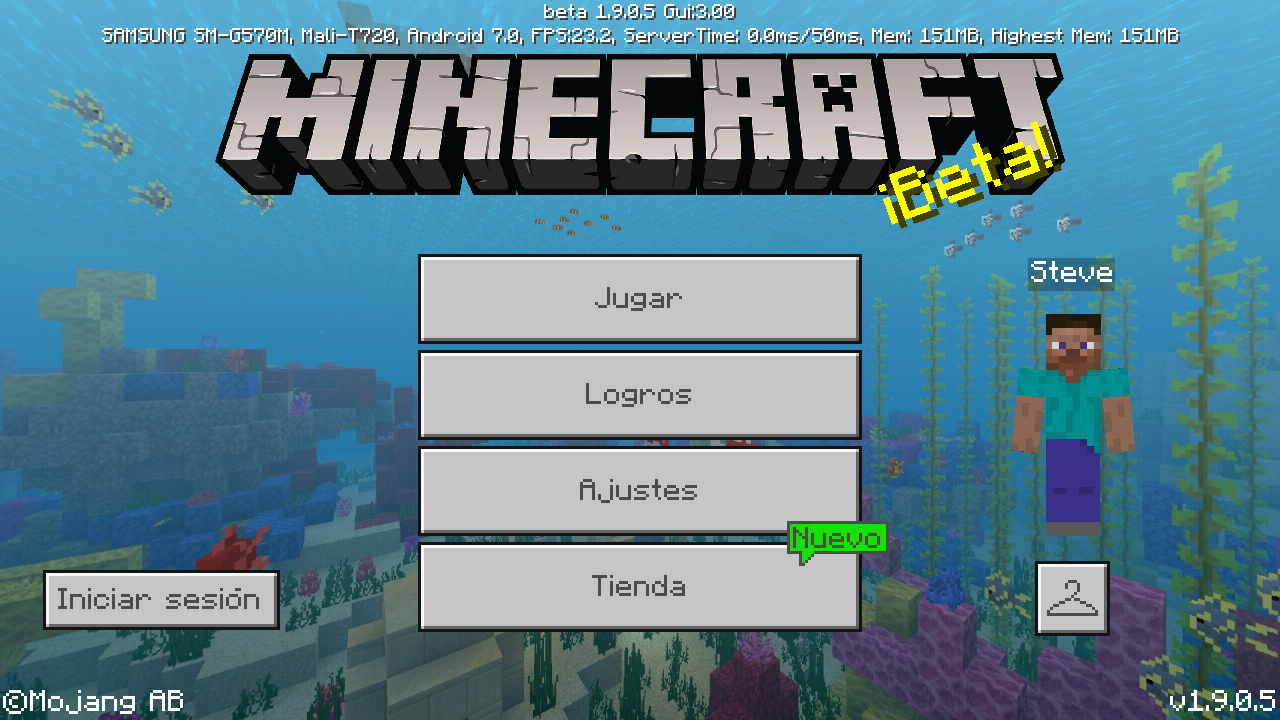 beta 1.9.0.5 Gui:3.00
SAMSUNG SM-G570M, Mali-T720, Android 7.0, FPS:23.2, ServerTime: 0.0ms/50ms, Mem: 151MB, Highest Mem: 151MB
MINECRAFT
¡Beta!
Steve
Jugar
Logros
Ajustes
Nuevo
Tienda
Iniciar sesión
©Mojang AB
v1.9.0.5